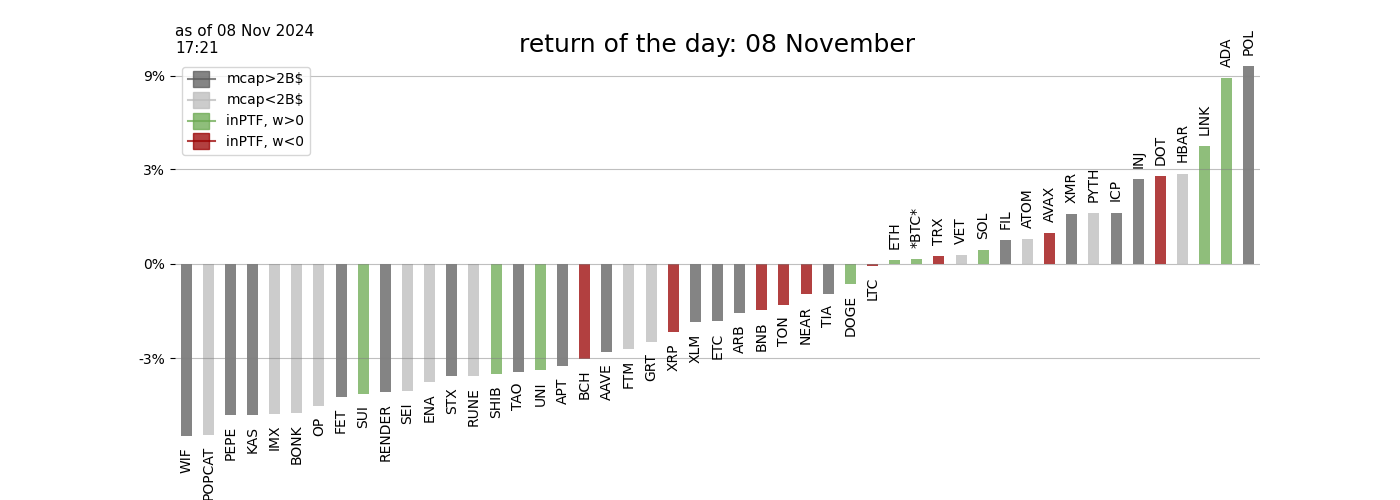 as of 08 Nov 2024
17:21
return of the day: 08 November
mcap>2B$
mcap<2B$
inPTF, w>0
inPTF, w<0
9%
3%
0%
-3%
WIF
POPCAT
PEPE
KAS
IMX
BONK
OP
FET
SUI
RENDER
SEI
ENA
STX
RUNE
SHIB
TAO
UNI
APT
BCH
AAVE
FTM
GRT
XRP
XLM
ETC
ARB
BNB
TON
NEAR
TIA
DOGE
LTC
ETH
*BTC*
TRX
VET
SOL
FIL
ATOM
AVAX
XMR
PYTH
ICP
INJ
DOT
HBAR
LINK
ADA
POL